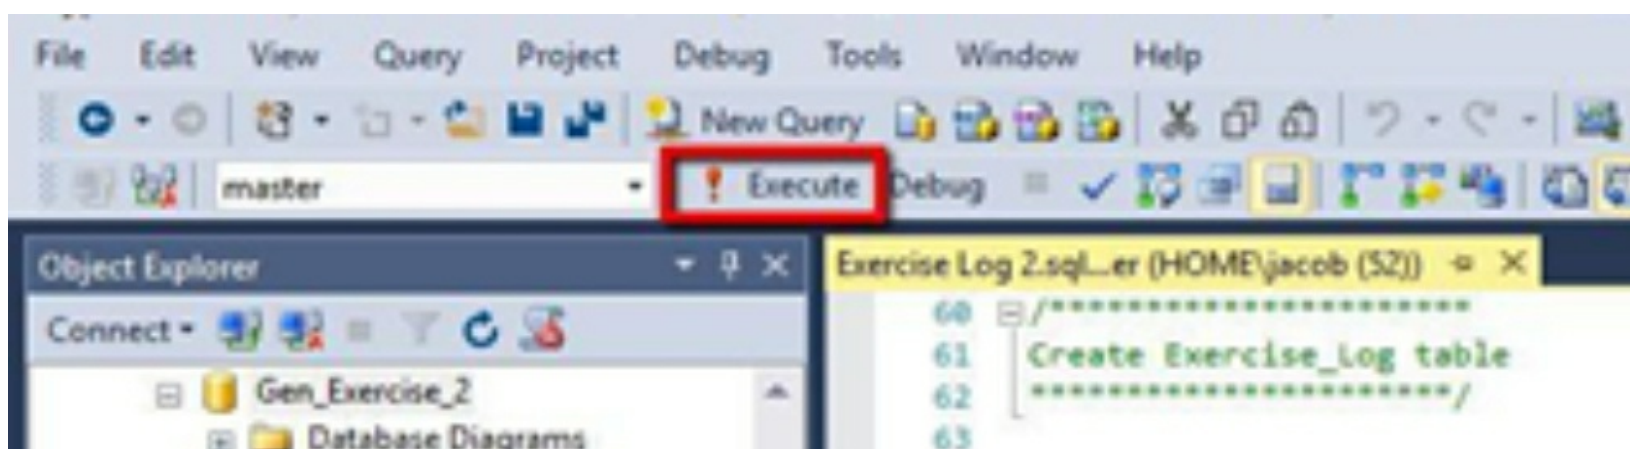 File Edit View Query Project Debug Tools Window Help
New Query
master Execute Debug
Object Explorer
Exercise Log 2.sql...er (HOME\jacob (52))
Connect
60 /**********************
61 Create Exercise_Log table
62 **********************/
63
Gen_Exercise_2
Database Diagrams